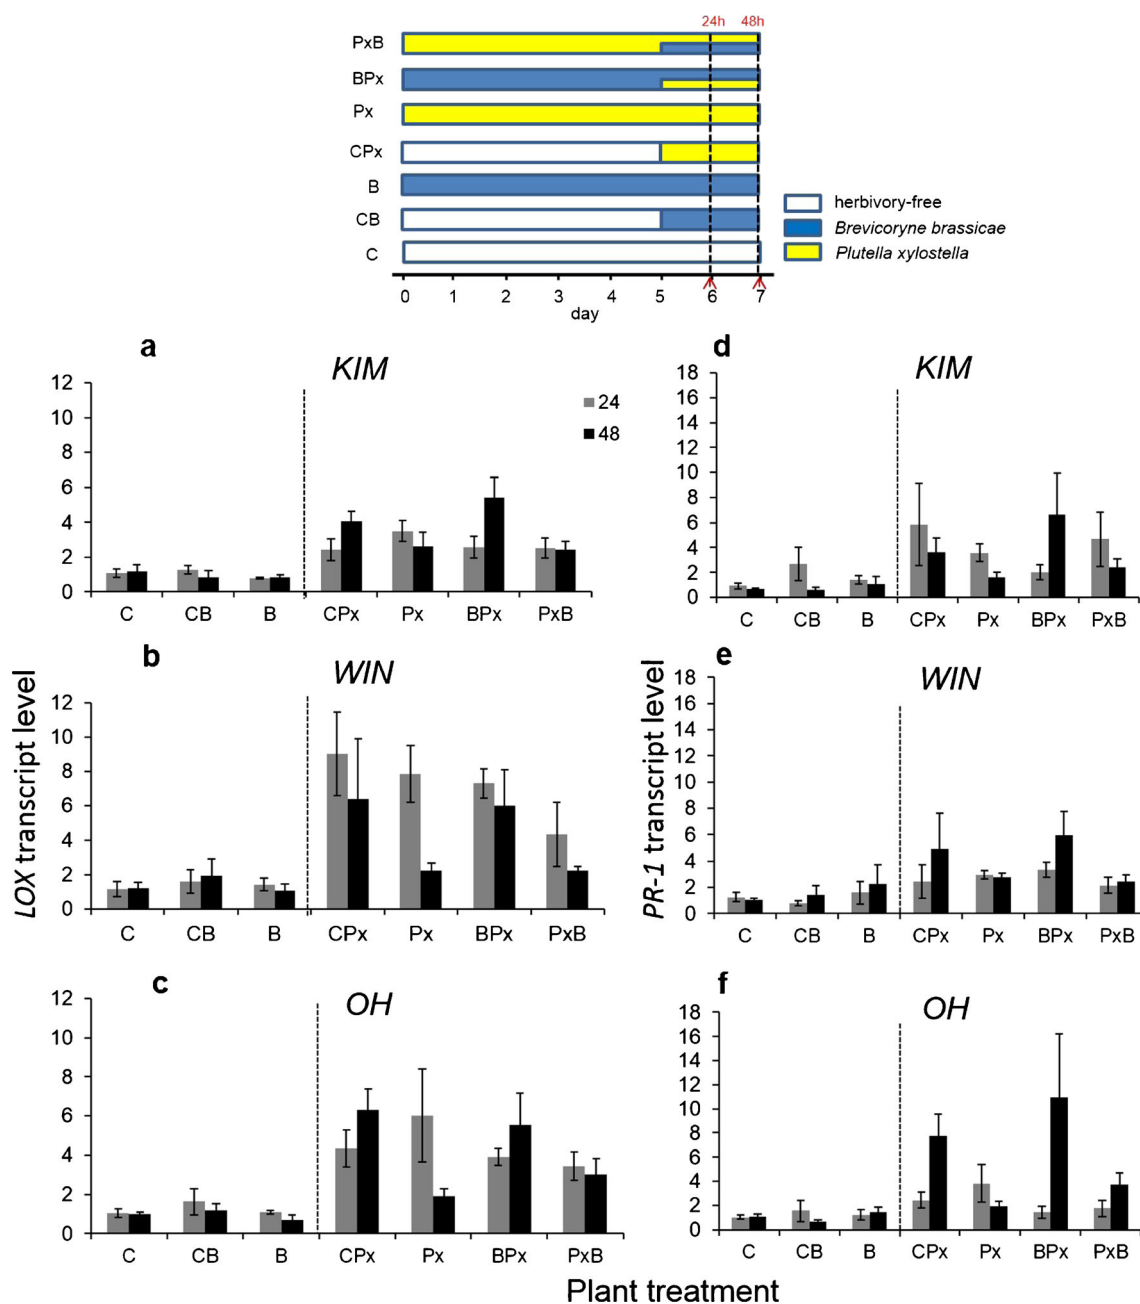 24h 48h
PxB
BPx
Px
CPx
B
CB
C
herbivory-free
Brevicoryne brassicae
Plutella xylostella
0 1 2 3 4 5 6 7
day
a
KIM
12
10
8
6
4
2
0
24
48
C CB B CPx Px BPx PxB
d
KIM
18
16
14
12
10
8
6
4
2
0
C CB B CPx Px BPx PxB
b
WIN
12
10
8
6
4
2
0
C CB B CPx Px BPx PxB
LOX transcript level
e
WIN
18
16
14
12
10
8
6
4
2
0
C CB B CPx Px BPx PxB
PR-1 transcript level
c
OH
12
10
8
6
4
2
0
C CB B CPx Px BPx PxB
f
OH
18
16
14
12
10
8
6
4
2
0
C CB B CPx Px BPx PxB
Plant treatment